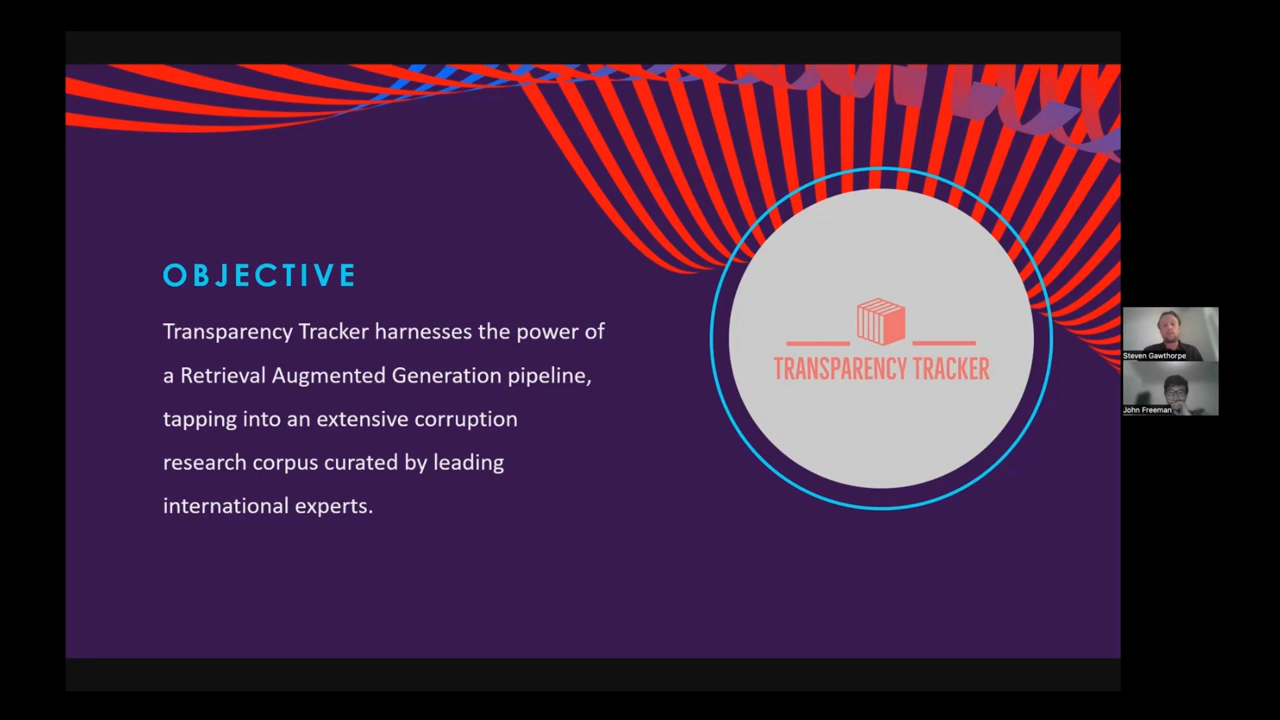 OBJECTIVE
Transparency Tracker harnesses the power of
a Retrieval Augmented Generation pipeline,
tapping into an extensive corruption
research corpus curated by leading
international experts.
TRANSPARENCY TRACKER
Steven Gawthorpe
John Freeman